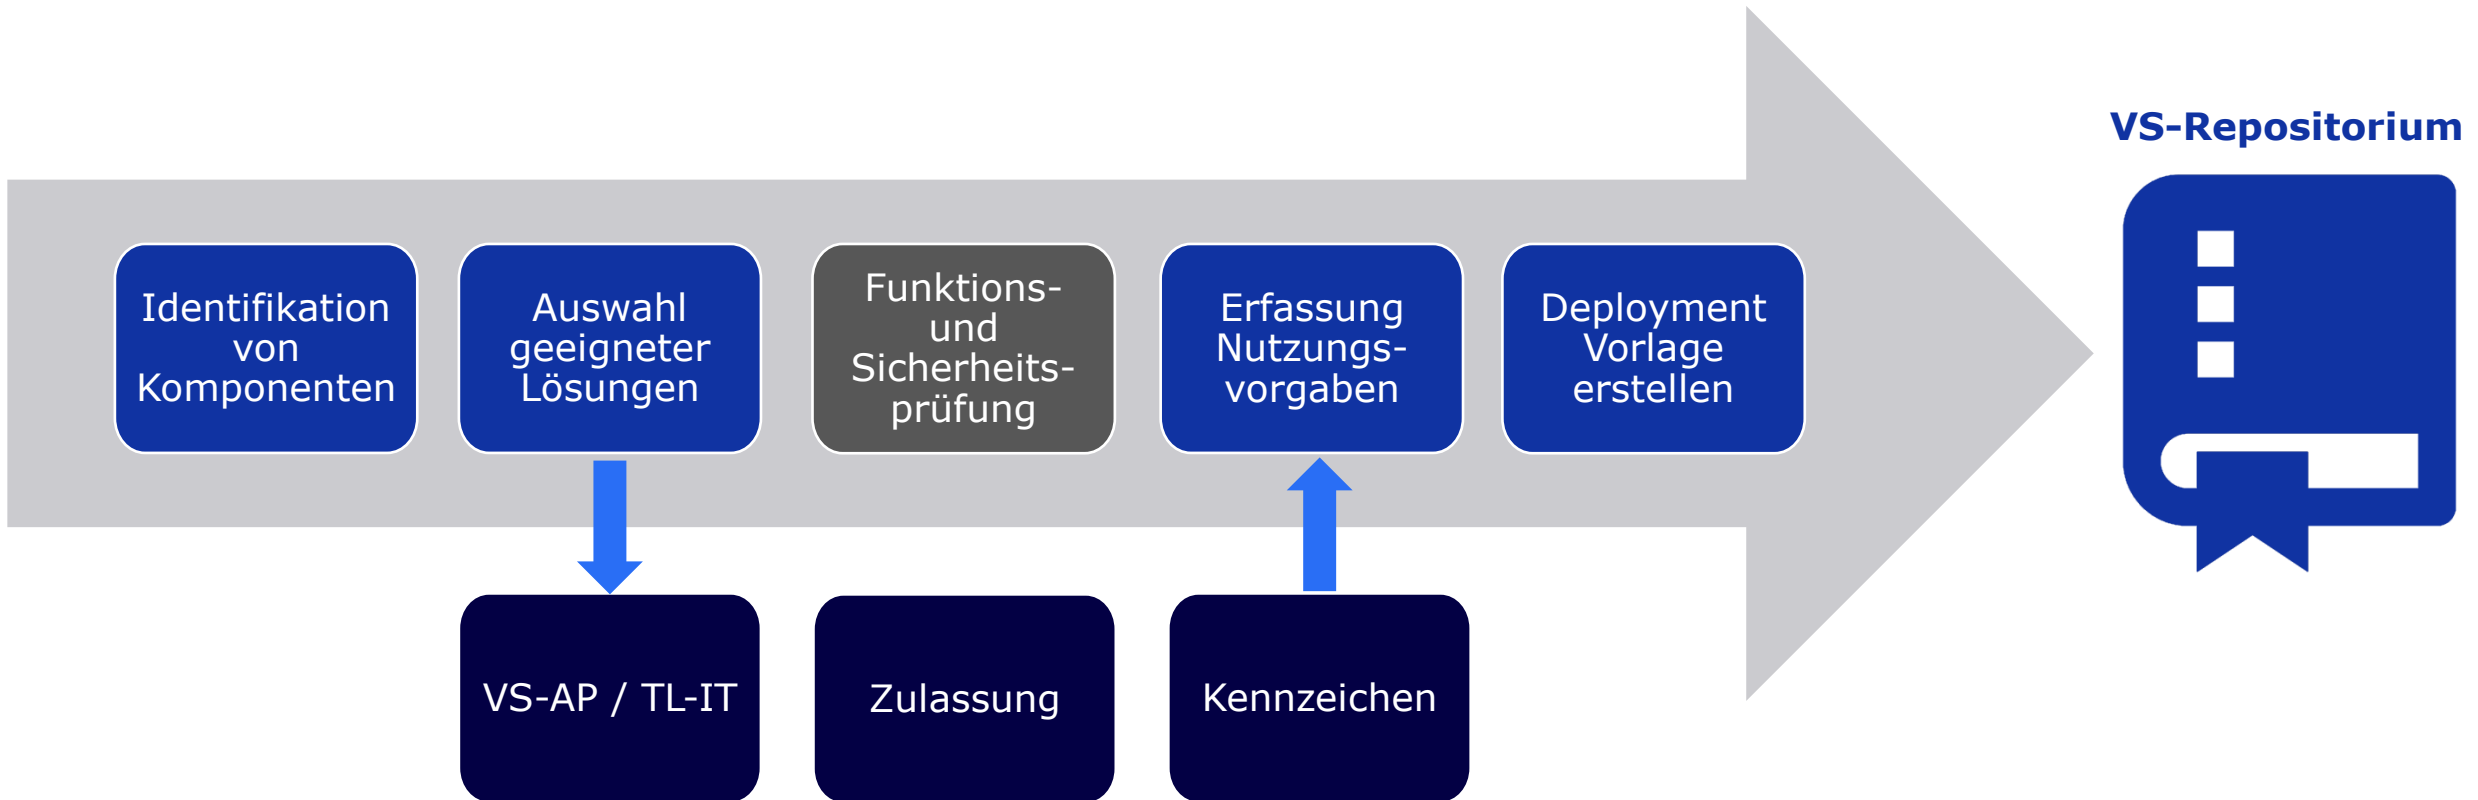 VS-Repositorium
Identifikation
von
Komponenten
Auswahl
geeigneter
Lösungen
Funktions-
und
Sicherheits-
prüfung
Erfassung
Nutzungs-
vorgaben
Deployment
Vorlage
erstellen
VS-AP / TL-IT
Zulassung
Kennzeichen